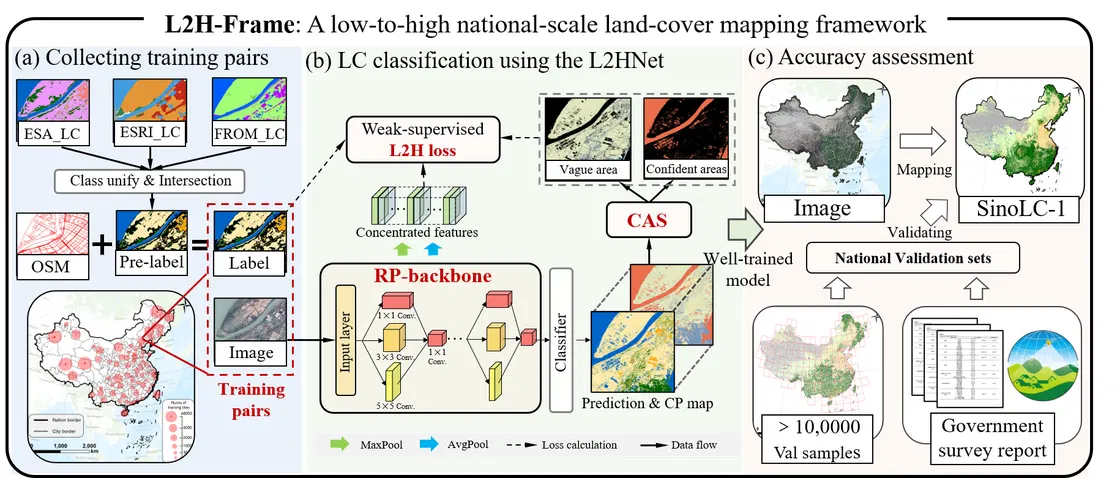 L2H-Frame: A low-to-high national-scale land-cover mapping framework
(a) Collecting training pairs
ESA_LC
ESRI_LC
FROM_LC
Class unify & Intersection
OSM
Pre-label
Label
Image
Training
pairs
Nation border
City border
0
1,000
2,000
km
Nums of
training tiles
(b) LC classification using the L2HNet
Weak-supervised
L2H loss
Vague area
Confident areas
Concentrated features
CAS
RP-backbone
Input layer
1×1 Conv.
3×3 Conv.
5×5 Conv.
1×1
Conv.
Classifier
Prediction & CP map
MaxPool
AvgPool
Loss calculation
Data flow
Well-trained
model
(c) Accuracy assessment
Image
Mapping
SinoLC-1
Validating
National Validation sets
> 10,0000
Val samples
Government
survey report